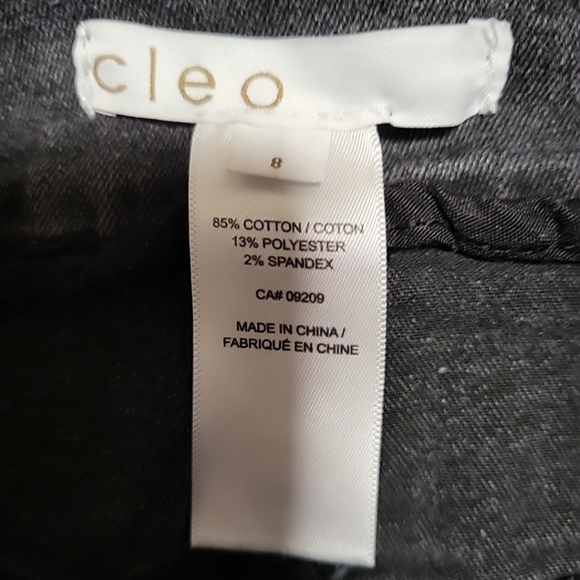 cleo
8
85% COTTON / COTON
13% POLYESTER
2% SPANDEX
CA# 09209
MADE IN CHINA /
FABRIQUÉ EN CHINE